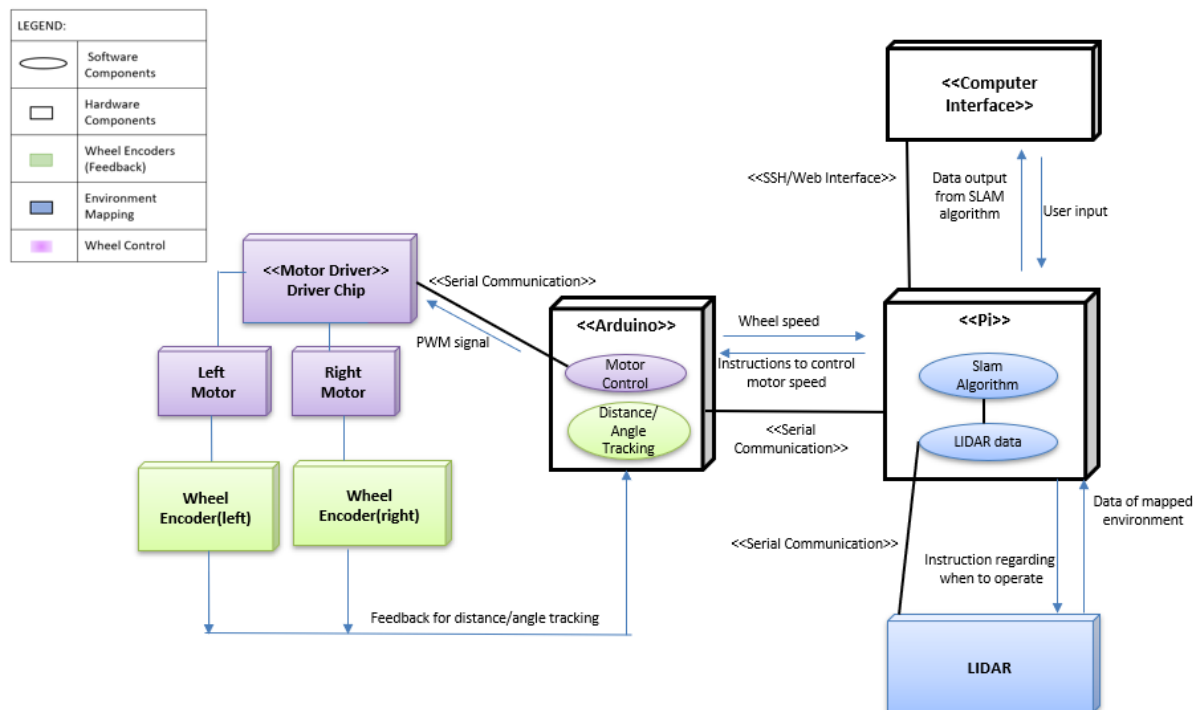 LEGEND:
Software
Components
Hardware
Components
Wheel Encoders
(Feedback)
Environment
Mapping
Wheel Control
<<Computer
Interface>>
<<SSH/Web Interface>>
Data output
from SLAM
algorithm
User input
<<Motor Driver>>
Driver Chip
<<Serial Communication>>
PWM signal
Left
Motor
Right
Motor
Wheel
Encoder(left)
Wheel
Encoder(right)
Feedback for distance/angle tracking
<<Arduino>>
Motor
Control
Distance/
Angle
Tracking
Wheel speed
Instructions to control
motor speed
<<Serial
Communication>>
<<Pi>>
Slam
Algorithm
LIDAR data
<<Serial Communication>>
Instruction regarding
when to operate
Data of mapped
environment
LIDAR